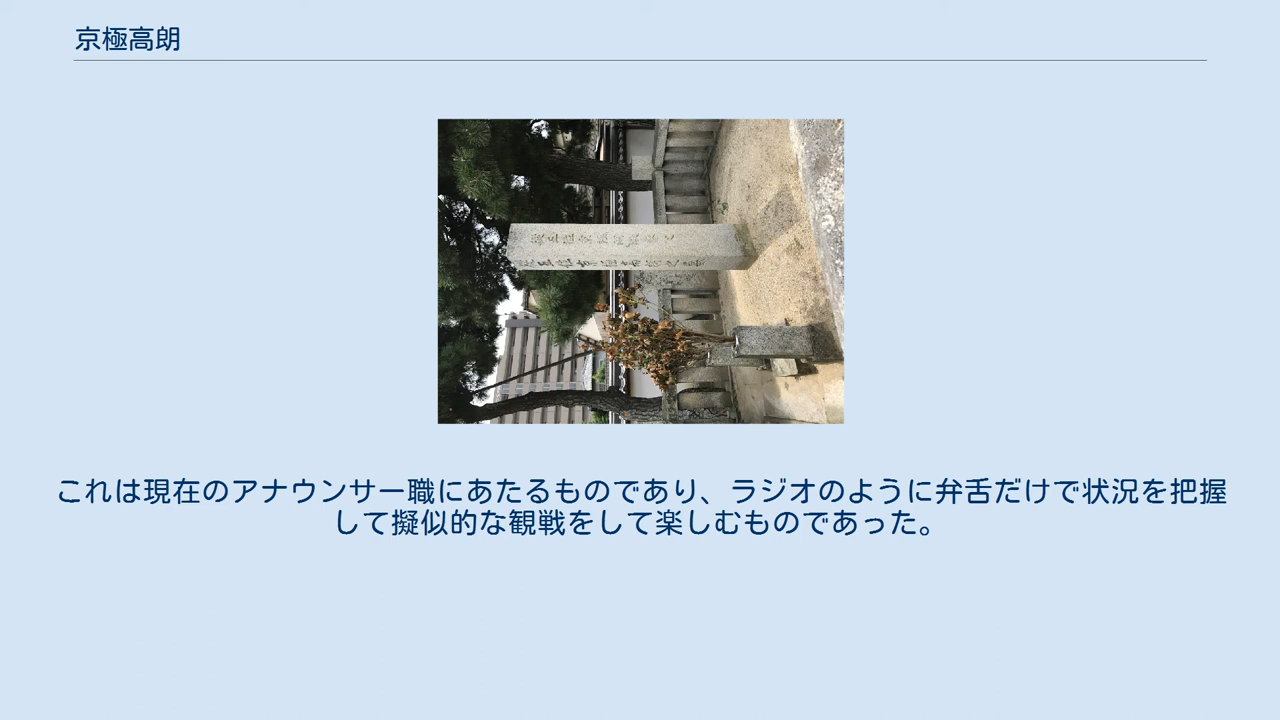 京極高朗
これは現在のアナウンサー職にあたるものであり、ラジオのように弁舌だけで状況を把握
して擬似的な観戦をして楽しむものであった。